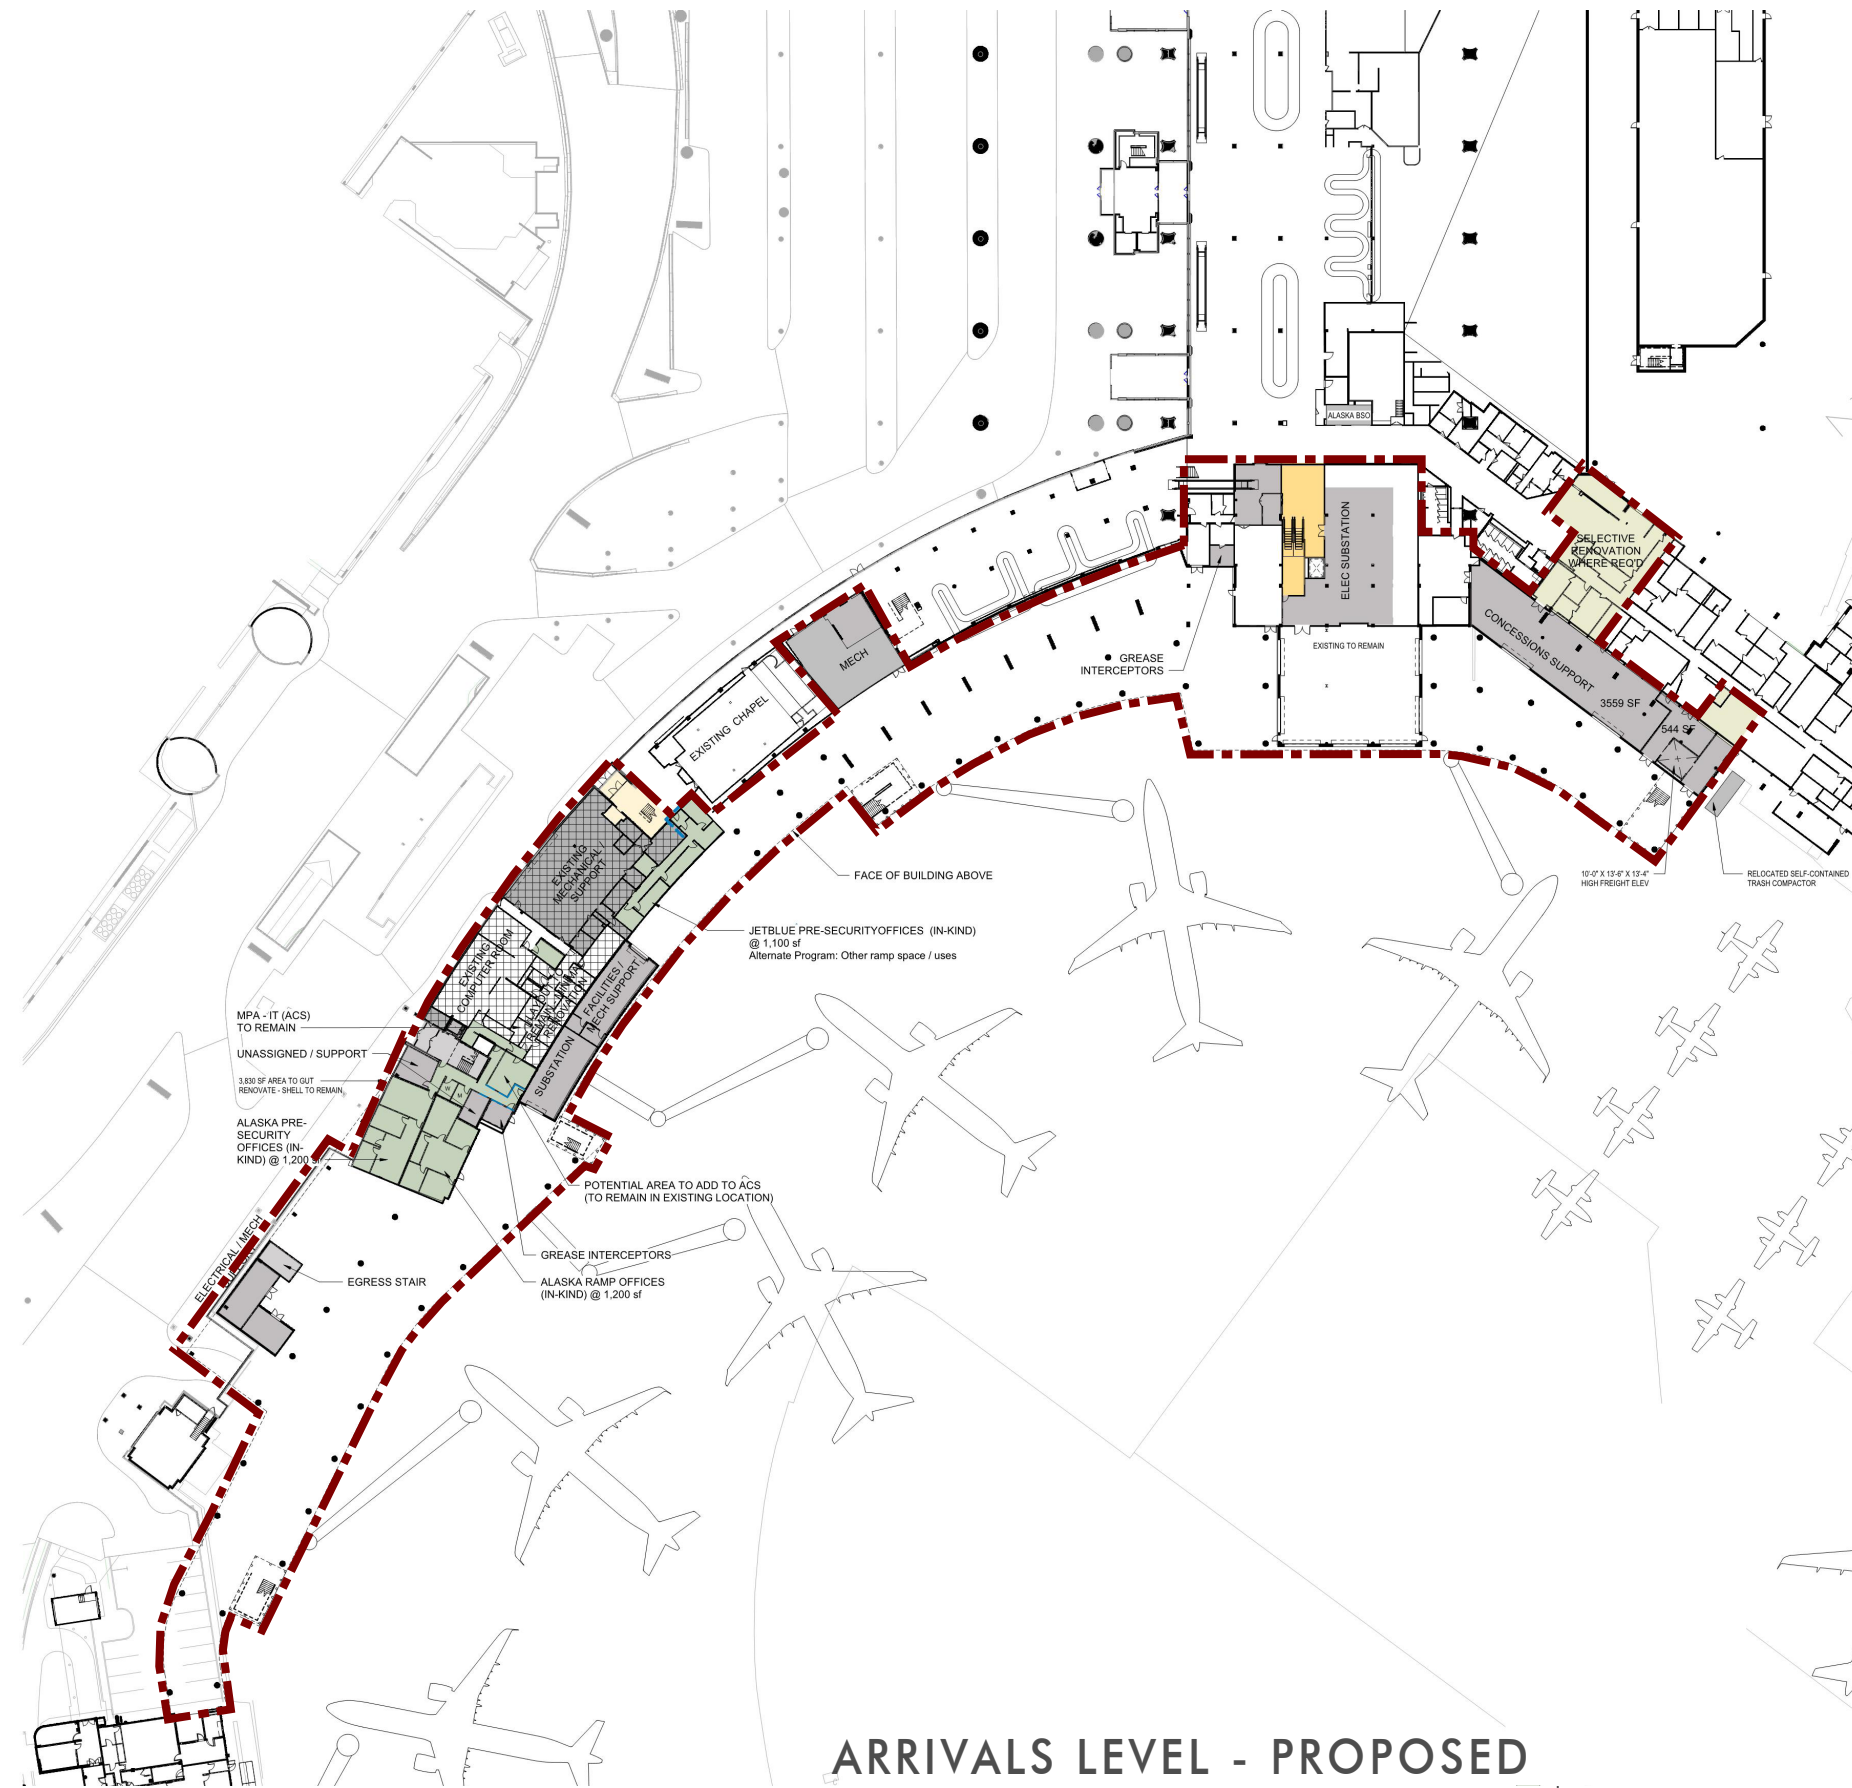 ALASKA BSO
ELEC SUBSTATION
SELECTIVE
RENOVATION
WHERE REQ'D
EXISTING TO REMAIN
GREASE
INTERCEPTORS
MECH
CONCESSIONS SUPPORT
3559 SF
544 SF
EXISTING CHAPEL
10'-0" X 13'-6" X 13'-4"
HIGH FREIGHT ELEV
RELOCATED SELF-CONTAINED
TRASH COMPACTOR
FACE OF BUILDING ABOVE
EXISTING
MECHANICAL /
SUPPORT
JETBLUE PRE-SECURITYOFFICES (IN-KIND)
@ 1,100 sf
Alternate Program: Other ramp space / uses
EXISTING
COMPUTER ROOM
LAYOUT TO
REMAIN - MINIMAL
RENOVATION
FACILITIES /
MECH SUPPORT
SUBSTATION
MPA - IT (ACS)
TO REMAIN
UNASSIGNED / SUPPORT
3,830 SF AREA TO GUT
RENOVATE - SHELL TO REMAIN
W
M
ALASKA PRE-
SECURITY
OFFICES (IN-
KIND) @ 1,200 sf
POTENTIAL AREA TO ADD TO ACS
(TO REMAIN IN EXISTING LOCATION)
GREASE INTERCEPTORS
ALASKA RAMP OFFICES
(IN-KIND) @ 1,200 sf
ELECTRICAL / MECH
EGRESS STAIR
ARRIVALS LEVEL - PROPOSED